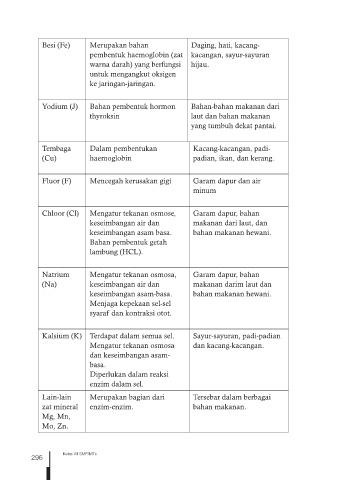 Besi (Fe)
Merupakan bahan
pembentuk haemoglobin (zat
warna darah) yang berfungsi
untuk mengangkut oksigen
ke jaringan-jaringan.
Daging, hati, kacang-
kacangan, sayur-sayuran
hijau.
Yodium (J)
Bahan pembentuk hormon
thyroksin
Bahan-bahan makanan dari
laut dan bahan makanan
yang tumbuh dekat pantai.
Tembaga
(Cu)
Dalam pembentukan
haemoglobin
Kacang-kacangan, padi-
padian, ikan, dan kerang.
Fluor (F)
Mencegah kerusakan gigi
Garam dapur dan air
minum
Chloor (CI)
Mengatur tekanan osmose,
keseimbangan air dan
keseimbangan asam basa.
Bahan pembentuk getah
lambung (HCL).
Garam dapur, bahan
makanan dari laut, dan
bahan makanan hewani.
Natrium
(Na)
Mengatur tekanan osmosa,
keseimbangan air dan
keseimbangan asam-basa.
Menjaga kepekaan sel-sel
syaraf dan kontraksi otot.
Garam dapur, bahan
makanan darim laut dan
bahan makanan hewani.
Kalsium (K)
Terdapat dalam semua sel.
Mengatur tekanan osmosa
dan keseimbangan asam-
basa.
Diperlukan dalam reaksi
enzim dalam sel.
Sayur-sayuran, padi-padian
dan kacang-kacangan.
Lain-lain
zat mineral
Mg, Mn,
Mo, Zn.
Merupakan bagian dari
enzim-enzim.
Tersebar dalam berbagai
bahan makanan.
296
Kelas VII SMP/MTs